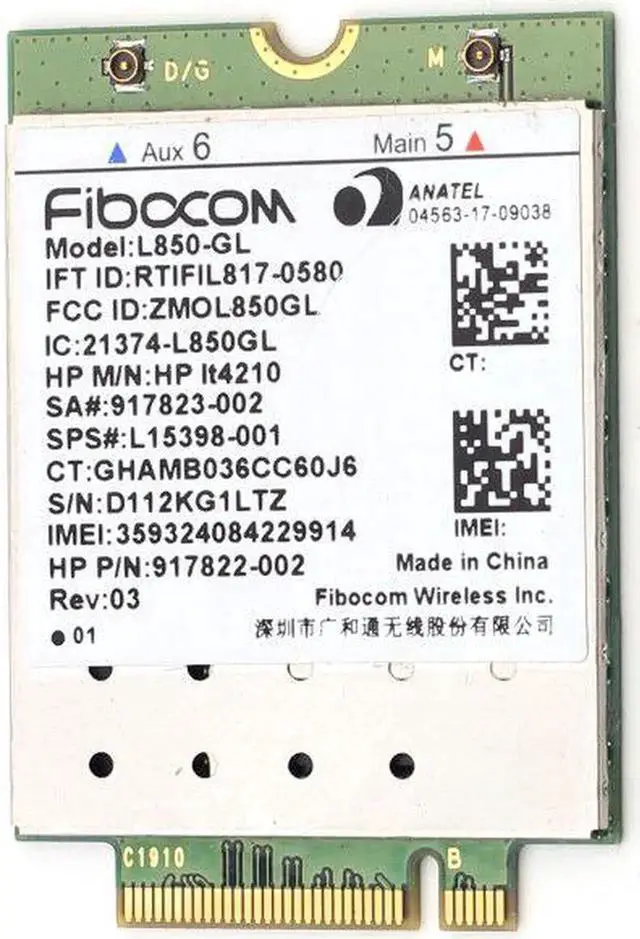 D/G M
Aux 6 Main 5
Fibocom
ANATEL
04563-17-09038
Model:L850-GL
IFT ID:RTIFIL817-0580
FCC ID:ZMOL850GL
IC:21374-L850GL
CT:
HP M/N:HP lt4210
SA#:917823-002
SPS#:L15398-001
CT:GHAMB036CC60J6
S/N:D112KG1LTZ
IMEI:359324084229914
IMEI:
HP P/N:917822-002
Made in China
Rev:03
Fibocom Wireless Inc.
01
深圳市广和通无线股份有限公司
C1910
B